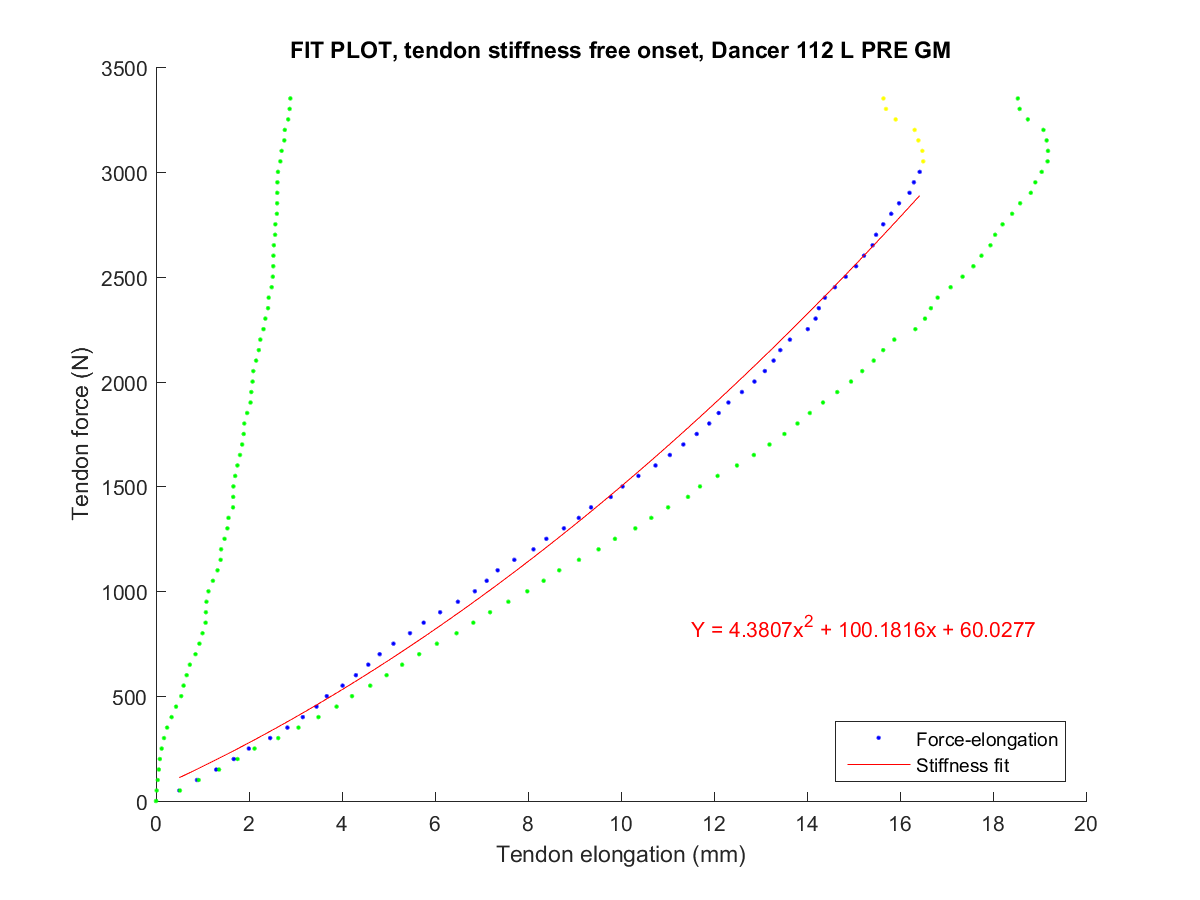 FIT PLOT, tendon stiffness free onset, Dancer 112 L PRE GM
3500
3000
2500
2000
1500
1000
500
0
Tendon force (N)
Y = 4.3807x² + 100.1816x + 60.0277
Force-elongation
Stiffness fit
0 2 4 6 8 10 12 14 16 18 20
Tendon elongation (mm)